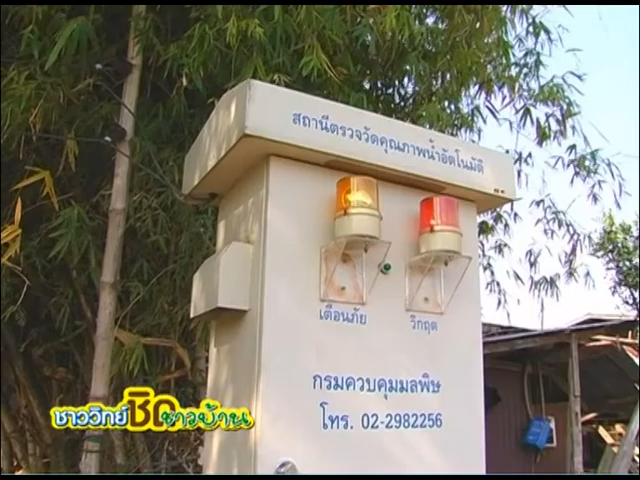 สถานีตรวจวัดคุณภาพน้ำอัตโนมัติ
เตือนภัย
วิกฤต
กรมควบคุมมลพิษ
โทร. 02-2982256
ชาววิทย์ชิดชาวบ้าน